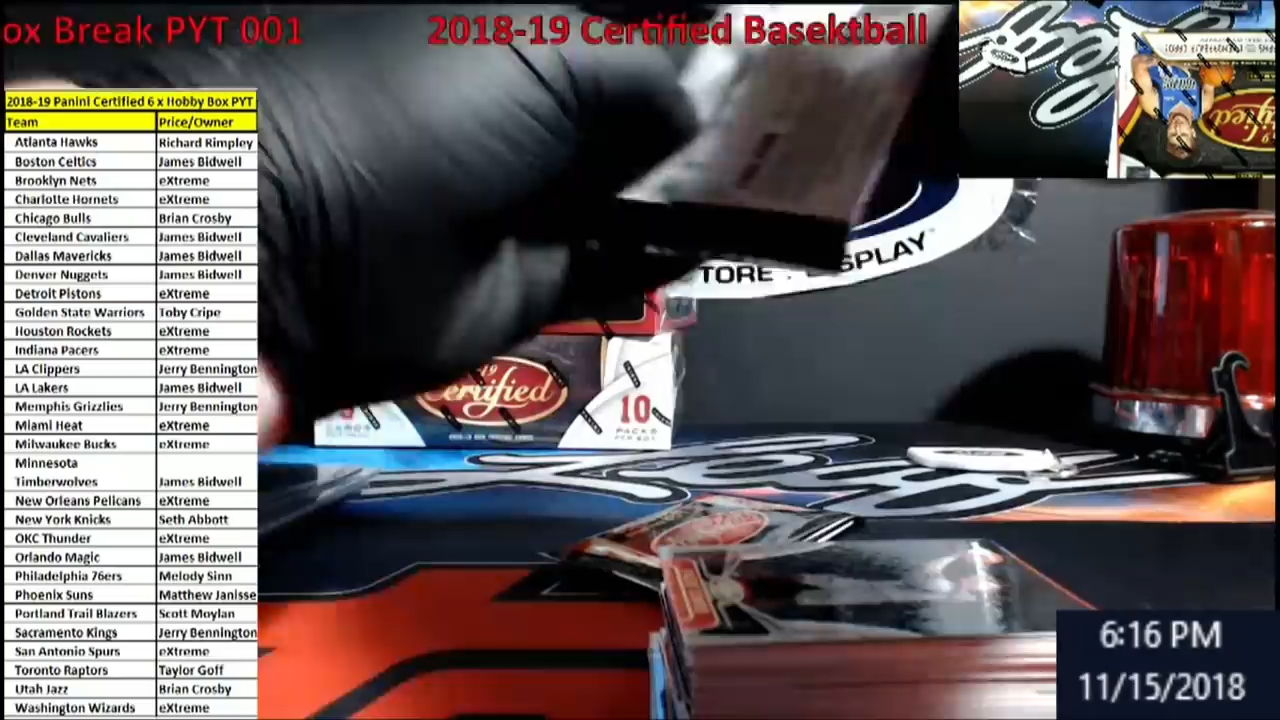 ox Break PYT 001 2018-19 Certified Basektball
2018-19 Panini Certified 6 x Hobby Box PYT
Team Price/Owner
Atlanta Hawks Richard Rimpley
Boston Celtics James Bidwell
Brooklyn Nets eXtreme
Charlotte Hornets eXtreme
Chicago Bulls Brian Crosby
Cleveland Cavaliers James Bidwell
Dallas Mavericks James Bidwell
Denver Nuggets James Bidwell
Detroit Pistons eXtreme
Golden State Warriors Toby Cripe
Houston Rockets eXtreme
Indiana Pacers eXtreme
LA Clippers Jerry Bennington
LA Lakers James Bidwell
Memphis Grizzlies Jerry Bennington
Miami Heat eXtreme
Milwaukee Bucks eXtreme
Minnesota
Timberwolves James Bidwell
New Orleans Pelicans eXtreme
New York Knicks Seth Abbott
OKC Thunder eXtreme
Orlando Magic James Bidwell
Philadelphia 76ers Melody Sinn
Phoenix Suns Matthew Janisse
Portland Trail Blazers Scott Moylan
Sacramento Kings Jerry Bennington
San Antonio Spurs eXtreme
Toronto Raptors Taylor Goff
Utah Jazz Brian Crosby
Washington Wizards eXtreme
TORE . DISPLAY
19
Certified
CARDS
10
PACKS
PER BOX
6:16 PM
11/15/2018